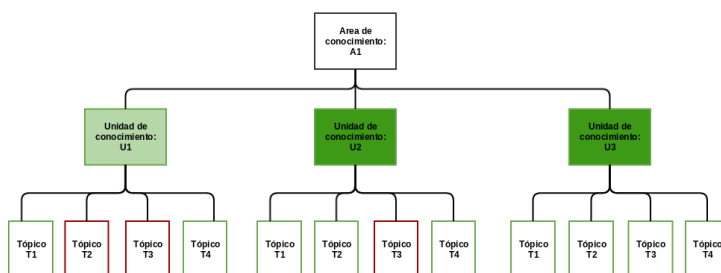 Area de
conocimiento:
A1
Unidad de
conocimiento:
U1
Unidad de
conocimiento:
U2
Unidad de
conocimiento:
U3
Tópico
T1
Tópico
T2
Tópico
T3
Tópico
T4
Tópico
T1
Tópico
T2
Tópico
T3
Tópico
T4
Tópico
T1
Tópico
T2
Tópico
T3
Tópico
T4